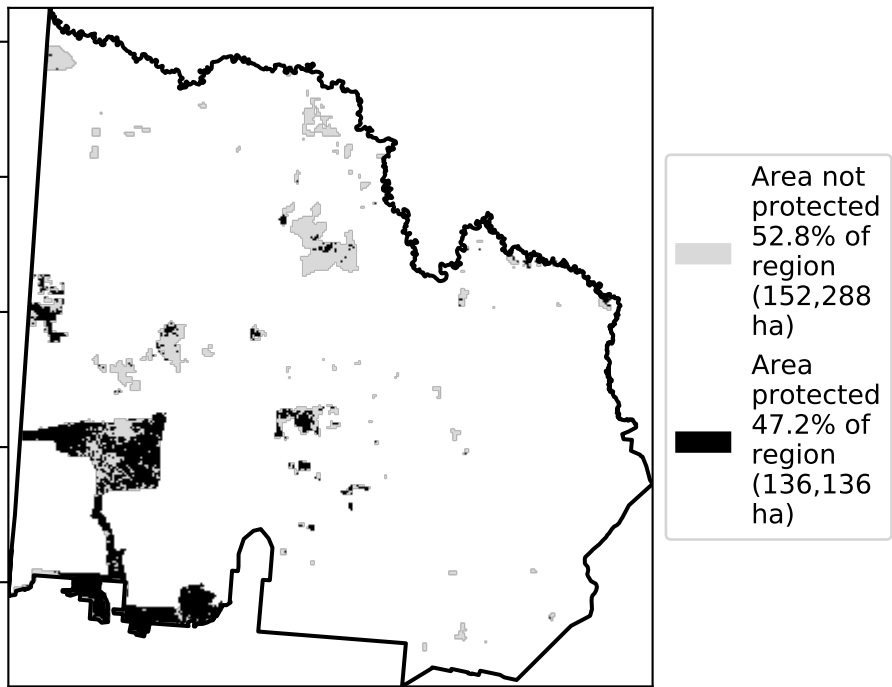 Area not
protected
52.8% of
region
(152,288
ha)
Area
protected
47.2% of
region
(136,136
ha)